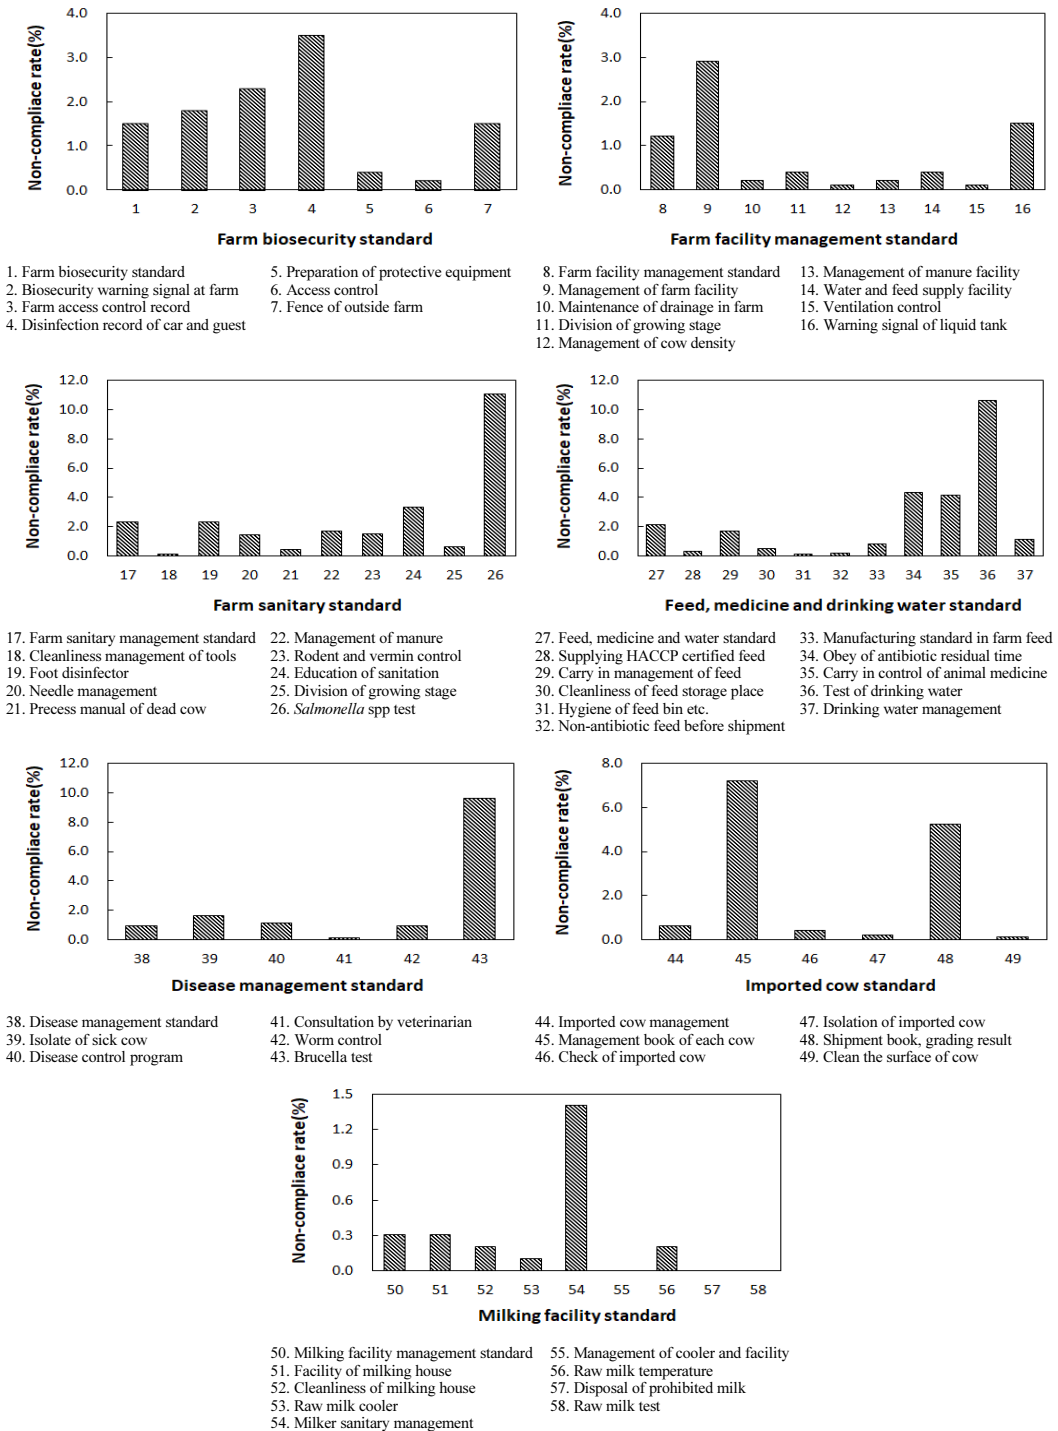 Non-compliace rate(%)
4.0
3.0
2.0
1.0
0.0
1 2 3 4 5 6 7
Farm biosecurity standard
1. Farm biosecurity standard
2. Biosecurity warning signal at farm
3. Farm access control record
4. Disinfection record of car and guest
5. Preparation of protective equipment
6. Access control
7. Fence of outside farm
Non-compliace rate(%)
4.0
3.0
2.0
1.0
0.0
8 9 10 11 12 13 14 15 16
Farm facility management standard
8. Farm facility management standard
9. Management of farm facility
10. Maintenance of drainage in farm
11. Division of growing stage
12. Management of cow density
13. Management of manure facility
14. Water and feed supply facility
15. Ventilation control
16. Warning signal of liquid tank
Non-compliace rate(%)
12.0
10.0
8.0
6.0
4.0
2.0
0.0
17 18 19 20 21 22 23 24 25 26
Farm sanitary standard
17. Farm sanitary management standard
18. Cleanliness management of tools
19. Foot disinfector
20. Needle management
21. Precess manual of dead cow
22. Management of manure
23. Rodent and vermin control
24. Education of sanitation
25. Division of growing stage
26. Salmonella spp test
Non-compliace rate(%)
12.0
10.0
8.0
6.0
4.0
2.0
0.0
27 28 29 30 31 32 33 34 35 36 37
Feed, medicine and drinking water standard
27. Feed, medicine and water standard
28. Supplying HACCP certified feed
29. Carry in management of feed
30. Cleanliness of feed storage place
31. Hygiene of feed bin etc.
32. Non-antibiotic feed before shipment
33. Manufacturing standard in farm feed
34. Obey of antibiotic residual time
35. Carry in control of animal medicine
36. Test of drinking water
37. Drinking water management
Non-compliace rate(%)
12.0
10.0
8.0
6.0
4.0
2.0
0.0
38 39 40 41 42 43
Disease management standard
38. Disease management standard
39. Isolate of sick cow
40. Disease control program
41. Consultation by veterinarian
42. Worm control
43. Brucella test
Non-compliace rate(%)
8.0
6.0
4.0
2.0
0.0
44 45 46 47 48 49
Imported cow standard
44. Imported cow management
45. Management book of each cow
46. Check of imported cow
47. Isolation of imported cow
48. Shipment book, grading result
49. Clean the surface of cow
Non-compliace rate(%)
1.5
1.2
0.9
0.6
0.3
0.0
50 51 52 53 54 55 56 57 58
Milking facility standard
50. Milking facility management standard
51. Facility of milking house
52. Cleanliness of milking house
53. Raw milk cooler
54. Milker sanitary management
55. Management of cooler and facility
56. Raw milk temperature
57. Disposal of prohibited milk
58. Raw milk test